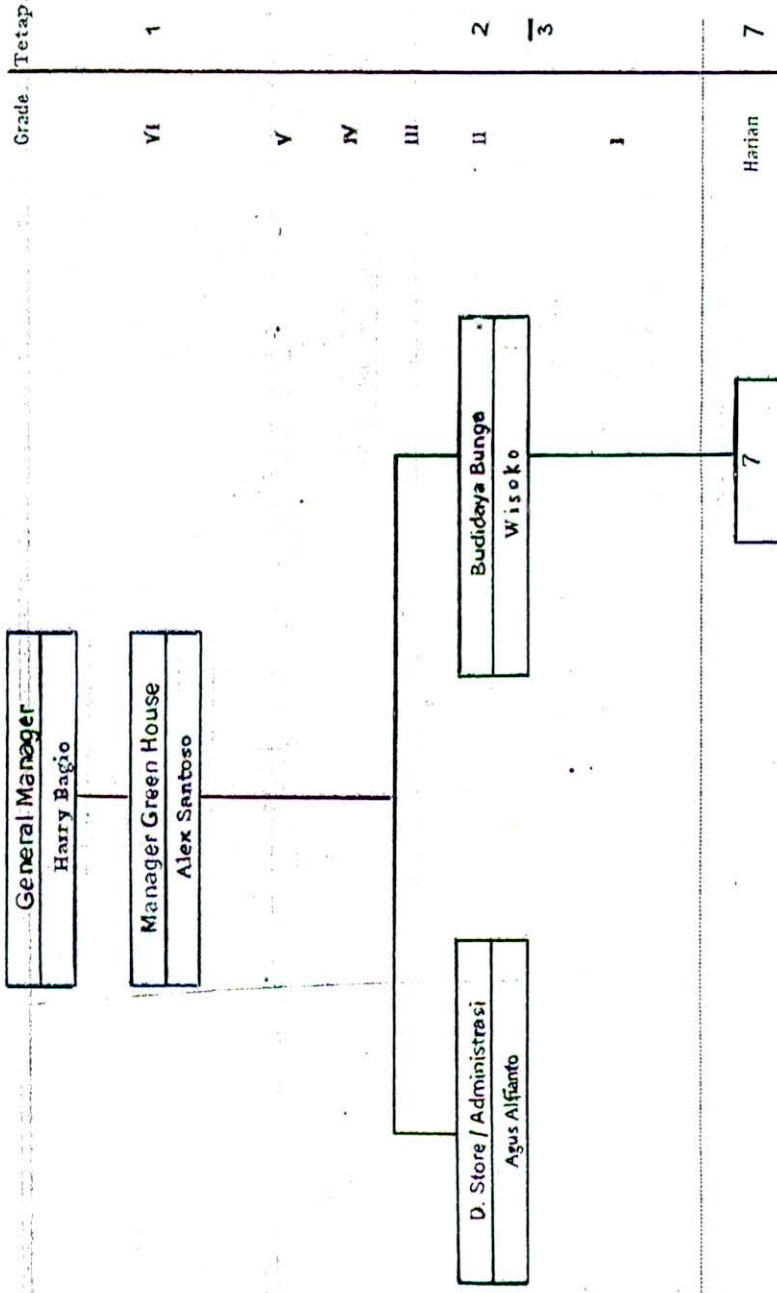 Grade Tetap
General Manager
Harry Bagio
VI 1
Manager Green House
Alex Santoso
V
IV
III
II 2
D. Store / Administrasi
Agus Alfianto
Budidaya Bunga
Wisoko
3
I
Harian 7
7